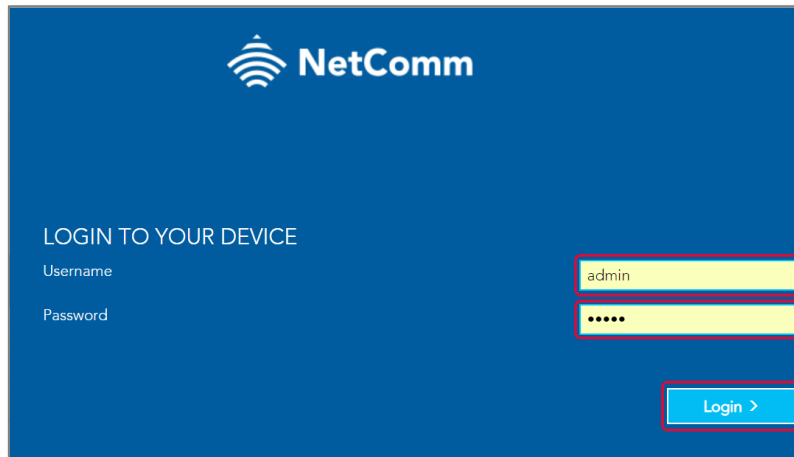 NetComm
LOGIN TO YOUR DEVICE
Username
admin
Password
•••••
Login >